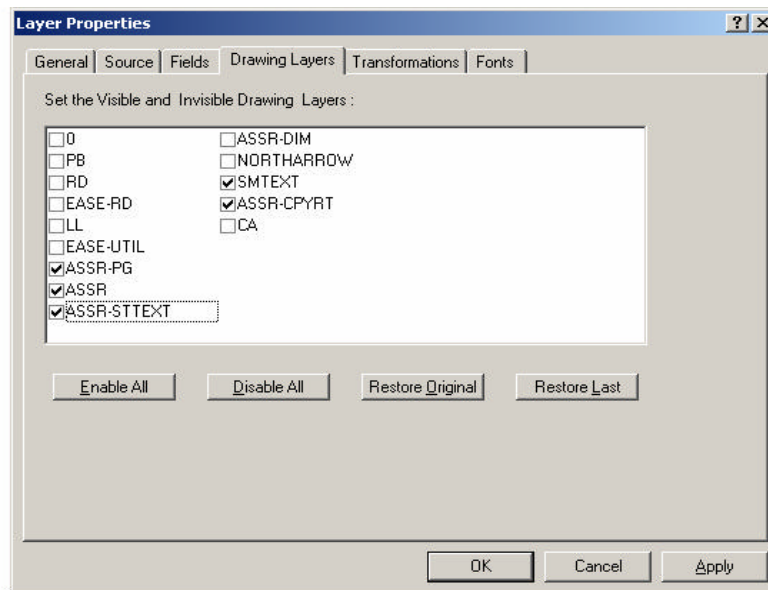 Layer Properties
General Source Fields Drawing Layers Transformations Fonts
Set the Visible and Invisible Drawing Layers :
0
PB
RD
EASE-RD
LL
EASE-UTIL
ASSR-PG
ASSR
ASSR-STTEXT
ASSR-DIM
NORTHARROW
SMTEXT
ASSR-CPYRT
CA
Enable All Disable All Restore Original Restore Last
OK Cancel Apply